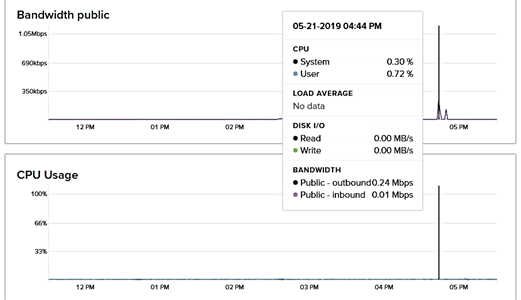 Bandwidth public
1.05Mbps
690kbps
350kbps
12 PM 01 PM 02 PM 05 PM
05-21-2019 04:44 PM
CPU
System 0.30 %
User 0.72 %
LOAD AVERAGE
No data
DISK I/O
Read 0.00 MB/s
Write 0.00 MB/s
BANDWIDTH
Public - outbound 0.24 Mbps
Public - inbound 0.01 Mbps
CPU Usage
100%
66%
33%
12 PM 01 PM 02 PM 03 PM 04 PM 05 PM